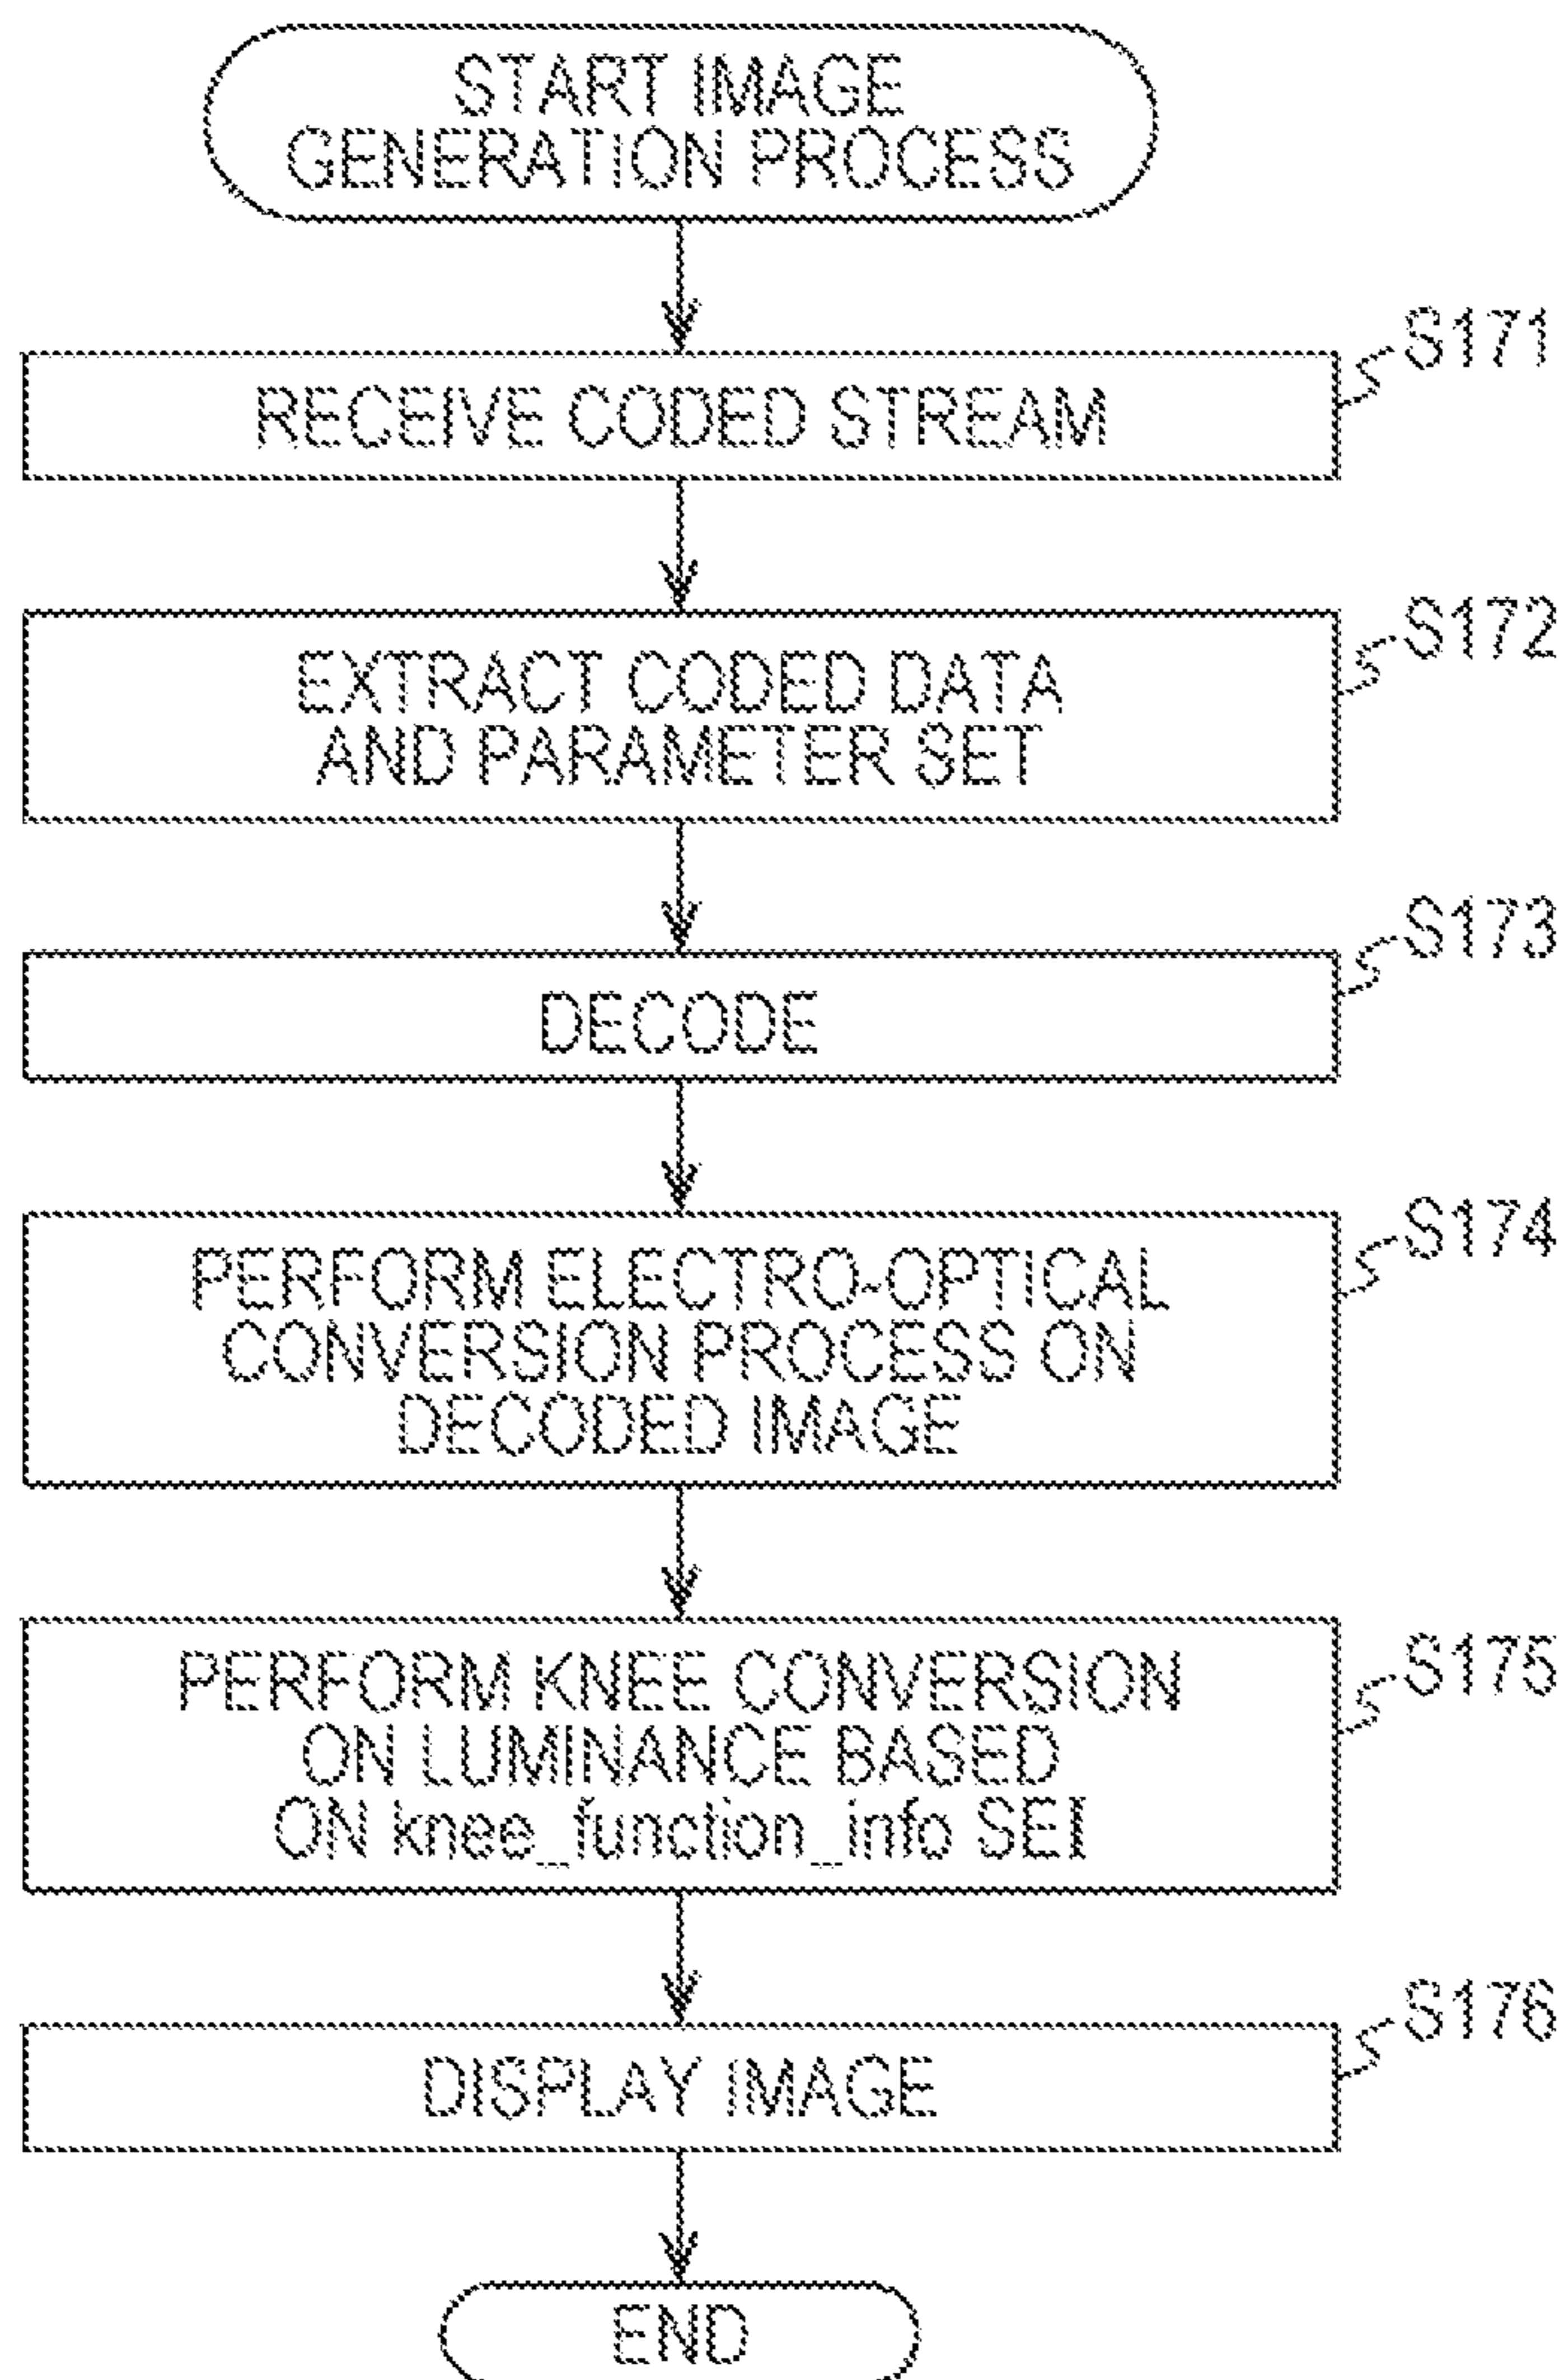 START IMAGE
GENERATION PROCESS
S171
RECEIVE CODED STREAM
S172
EXTRACT CODED DATA
AND PARAMETER SET
S173
DECODE
S174
PERFORM ELECTRO-OPTICAL
CONVERSION PROCESS ON
DECODED IMAGE
S175
PERFORM KNEE CONVERSION
ON LUMINANCE BASED
ON knee_function_info SEI
S176
DISPLAY IMAGE
END